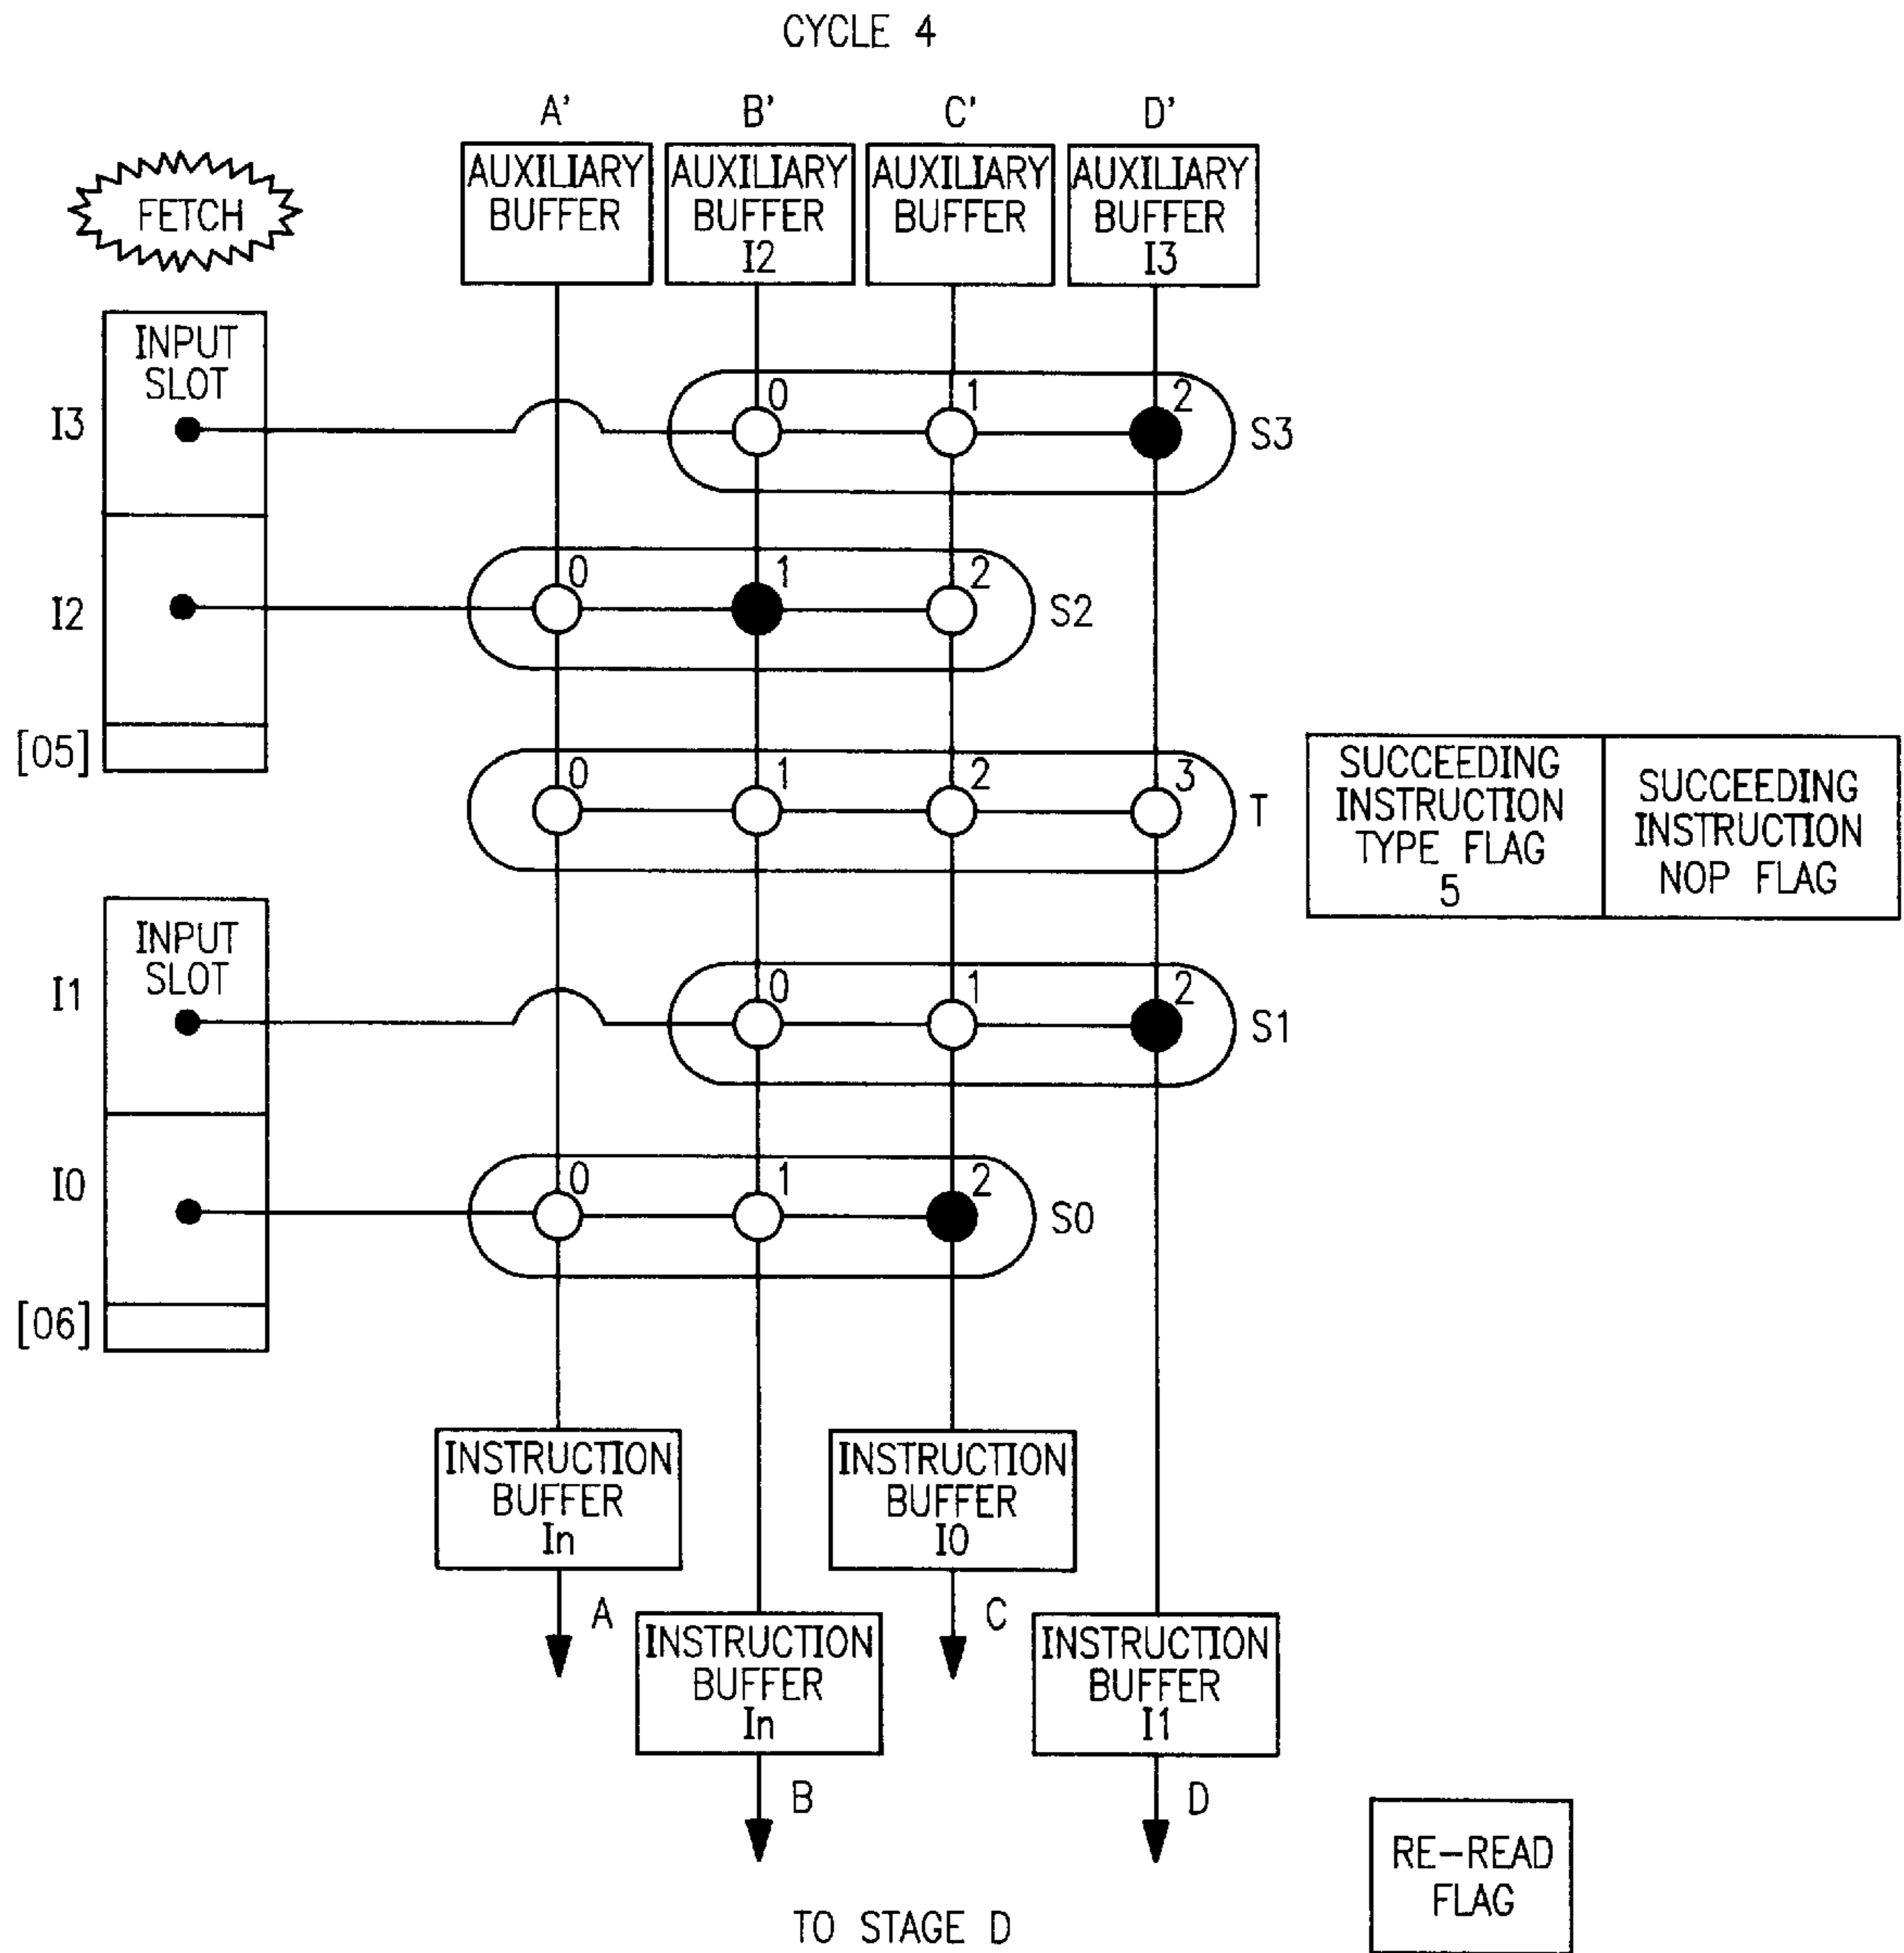 CYCLE 4
A'
B'
C'
D'
FETCH
AUXILIARY
BUFFER
AUXILIARY
BUFFER
I2
AUXILIARY
BUFFER
AUXILIARY
BUFFER
I3
INPUT
SLOT
I3
0
1
2
S3
I2
0
1
2
S2
[05]
0
1
2
3
T
SUCCEEDING
INSTRUCTION
TYPE FLAG
5
SUCCEEDING
INSTRUCTION
NOP FLAG
INPUT
SLOT
I1
0
1
2
S1
I0
0
1
2
S0
[06]
INSTRUCTION
BUFFER
In
A
INSTRUCTION
BUFFER
In
B
INSTRUCTION
BUFFER
I0
C
INSTRUCTION
BUFFER
I1
D
RE-READ
FLAG
TO STAGE D